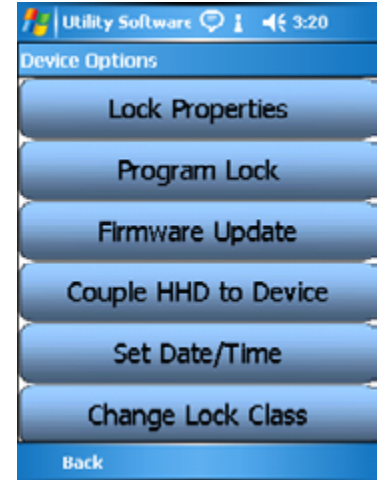 Utility Software 3:20
Device Options
Lock Properties
Program Lock
Firmware Update
Couple HHD to Device
Set Date/Time
Change Lock Class
Back